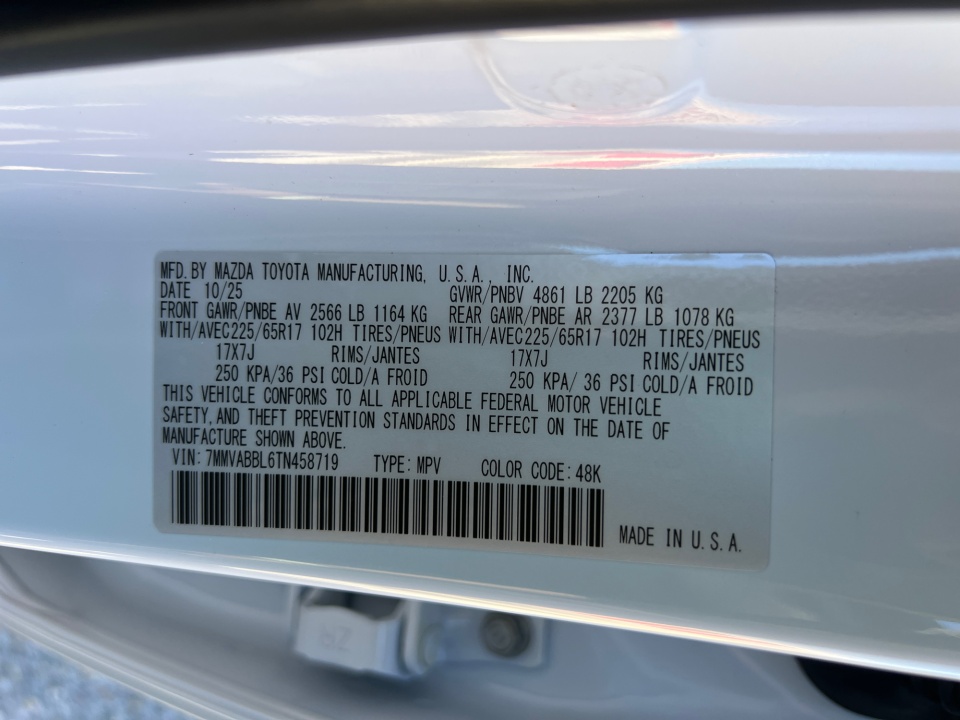 MFD. BY MAZDA TOYOTA MANUFACTURING, U.S.A., INC.
DATE 10/25 GVWR/PNBV 4861 LB 2205 KG
FRONT GAWR/PNBE AV 2566 LB 1164 KG REAR GAWR/PNBE AR 2377 LB 1078 KG
WITH/AVEC225/65R17 102H TIRES/PNEUS WITH/AVEC225/65R17 102H TIRES/PNEUS
17X7J RIMS/JANTES 17X7J RIMS/JANTES
250 KPA/36 PSI COLD/A FROID 250 KPA/ 36 PSI COLD/A FROID
THIS VEHICLE CONFORMS TO ALL APPLICABLE FEDERAL MOTOR VEHICLE
SAFETY, AND THEFT PREVENTION STANDARDS IN EFFECT ON THE DATE OF
MANUFACTURE SHOWN ABOVE.
VIN: 7MMVABBL6TN458719 TYPE: MPV COLOR CODE: 48K
MADE IN U.S.A.